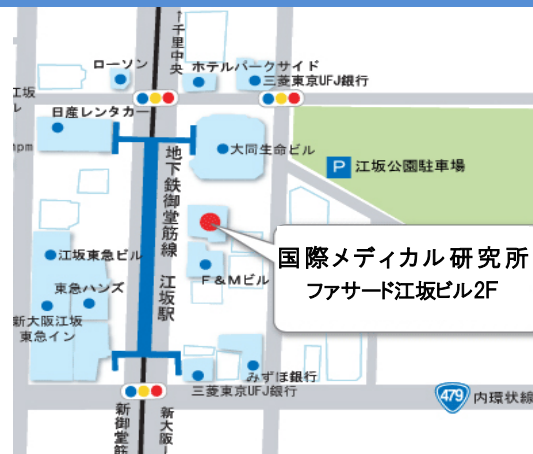 ↑千里中央
ローソン
ホテルパークサイド
三菱東京UFJ銀行
江坂
ル
日産レンタカー
mpm
大同生命ビル
P 江坂公園駐車場
地下鉄御堂筋線 江坂駅
国際メディカル研究所
ファサード江坂ビル2F
江坂東急ビル
F&Mビル
東急ハンズ
新大阪江坂
東急イン
みずほ銀行
三菱東京UFJ銀行
479 内環状線
新御堂筋
新大阪↓